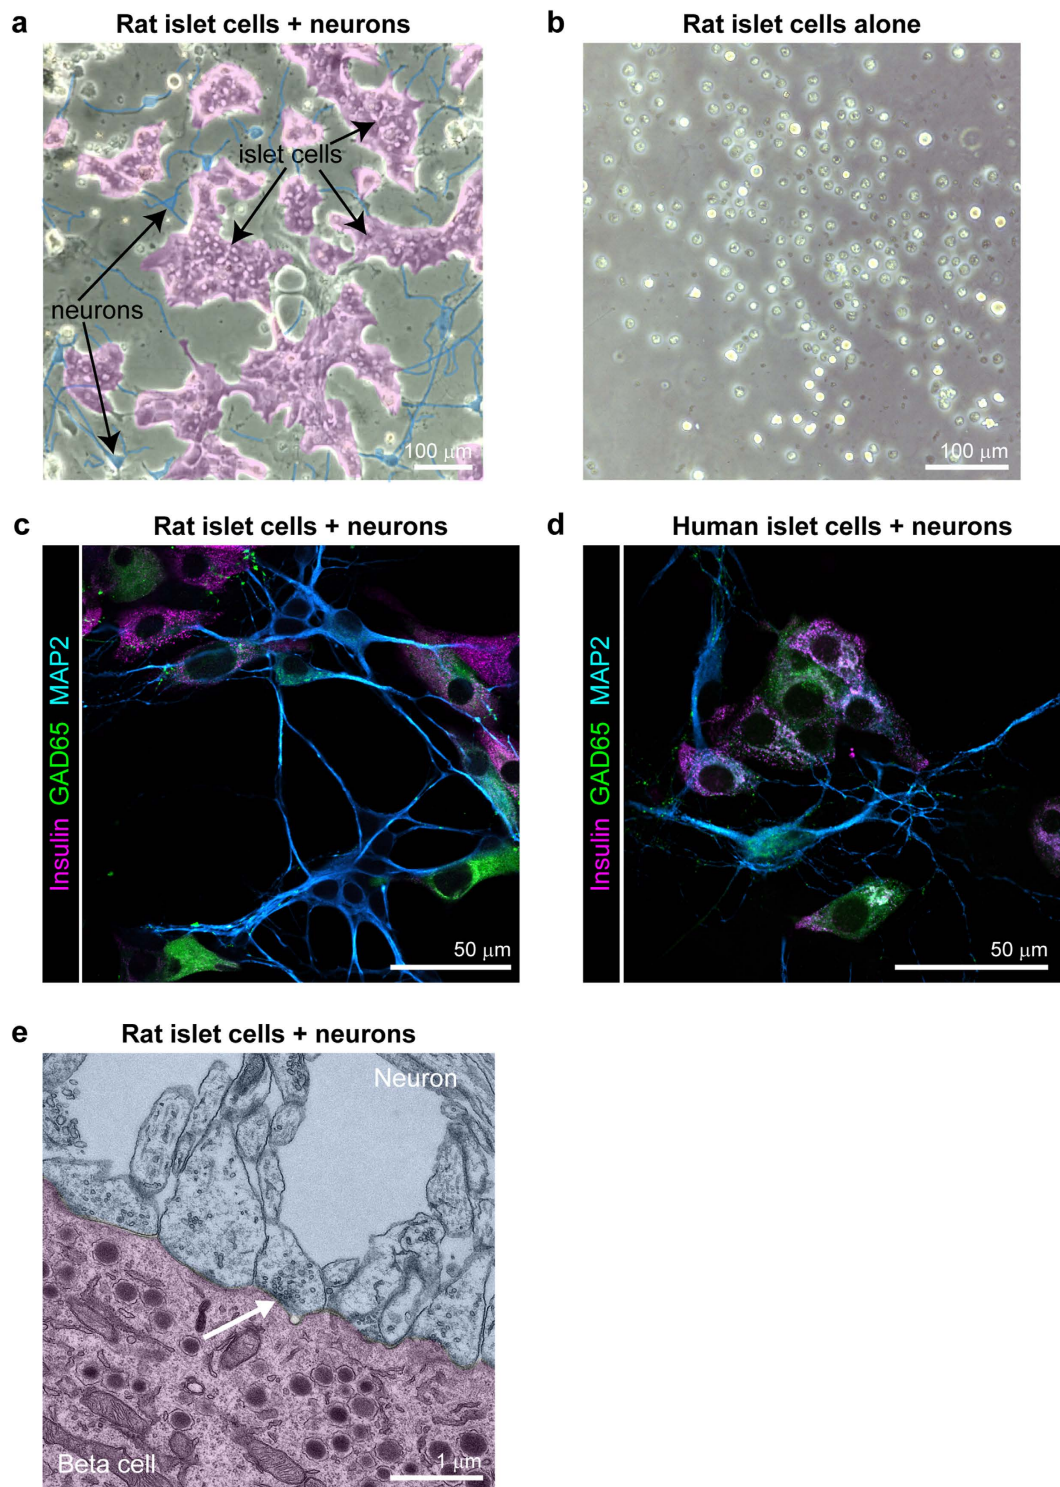 a Rat islet cells + neurons
islet cells
neurons
100 μm
b Rat islet cells alone
100 μm
c Rat islet cells + neurons
Insulin GAD65 MAP2
50 μm
d Human islet cells + neurons
Insulin GAD65 MAP2
50 μm
e Rat islet cells + neurons
Neuron
Beta cell
1 μm